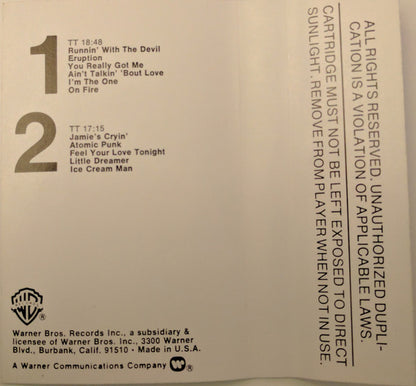 1
TT 18:48
Runnin' With The Devil
Eruption
You Really Got Me
Ain't Talkin' 'Bout Love
I'm The One
On Fire
2
TT 17:15
Jamie's Cryin'
Atomic Punk
Feel Your Love Tonight
Little Dreamer
Ice Cream Man
WB ®
Warner Bros. Records Inc., a subsidiary &
licensee of Warner Bros. Inc., 3300 Warner
Blvd., Burbank, Calif. 91510 • Made in U.S.A.
A Warner Communications Company ®
ALL RIGHTS RESERVED. UNAUTHORIZED DUPLI-
CATION IS A VIOLATION OF APPLICABLE LAWS.
CARTRIDGE MUST NOT BE LEFT EXPOSED TO DIRECT
SUNLIGHT. REMOVE FROM PLAYER WHEN NOT IN USE.